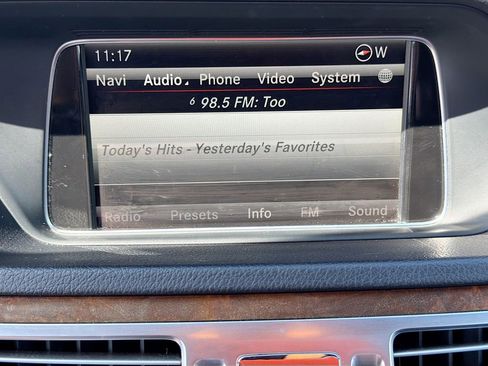 11:17 W
Navi Audio Phone Video System
6 98.5 FM: Too
Today's Hits - Yesterday's Favorites
Radio Presets Info FM Sound